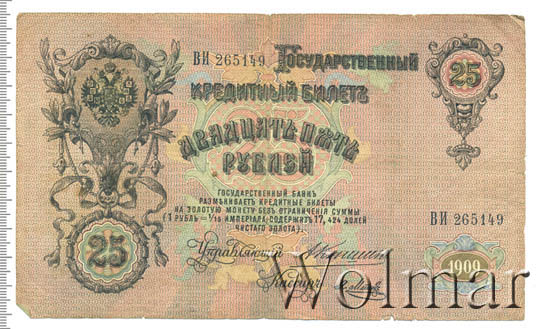 ВИ 265149 Государственный
25
Кредитный Билетъ
Двадцать пять
рублей
Государственный Банкъ
размѣниваетъ кредитные билеты
на золотую монету безъ ограниченія суммы
(1 рубль = 1/15 имперіала, содержитъ 17,424 долей
чистаго золота).
ВИ 265149
25
Управляющій
Кассиръ
1909
Wolmar